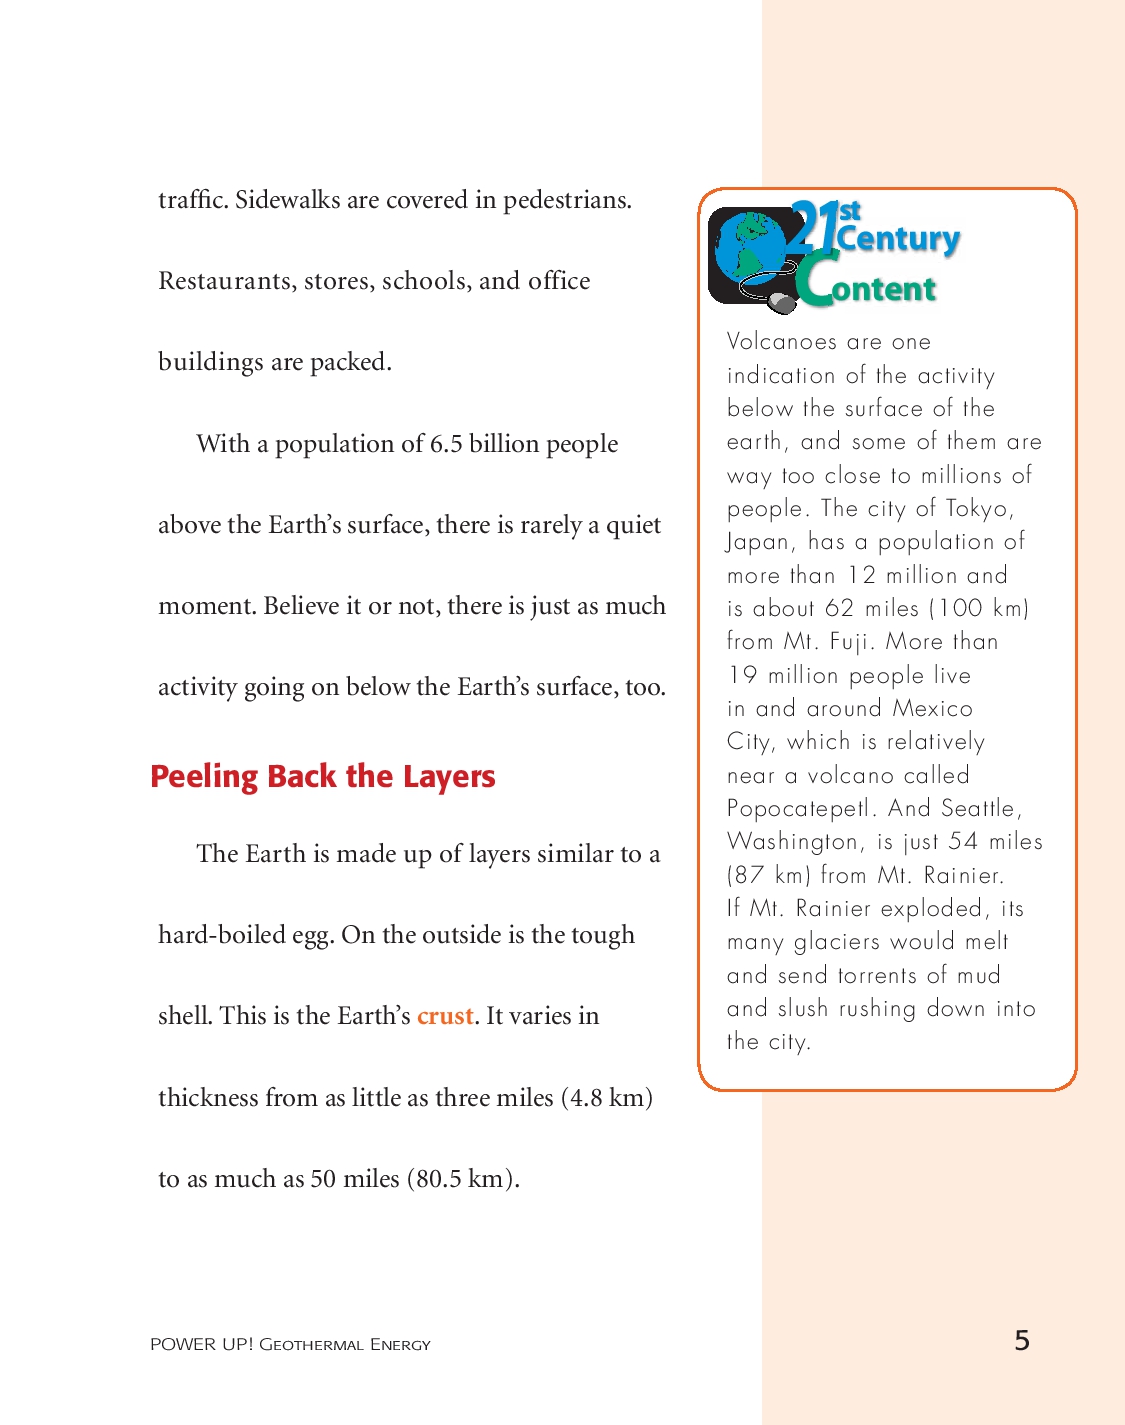 traffic. Sidewalks are covered in pedestrians.
Restaurants, stores, schools, and office
buildings are packed.
With a population of 6.5 billion people
above the Earth’s surface, there is rarely a quiet
moment. Believe it or not, there is just as much
activity going on below the Earth’s surface, too.
Peeling Back the Layers
The Earth is made up of layers similar to a
hard-boiled egg. On the outside is the tough
shell. This is the Earth’s crust. It varies in
thickness from as little as three miles (4.8 km)
to as much as 50 miles (80.5 km).
21st
Century
Content
Volcanoes are one
indication of the activity
below the surface of the
earth, and some of them are
way too close to millions of
people. The city of Tokyo,
Japan, has a population of
more than 12 million and
is about 62 miles (100 km)
from Mt. Fuji. More than
19 million people live
in and around Mexico
City, which is relatively
near a volcano called
Popocatepetl. And Seattle,
Washington, is just 54 miles
(87 km) from Mt. Rainier.
If Mt. Rainier exploded, its
many glaciers would melt
and send torrents of mud
and slush rushing down into
the city.
POWER UP! Geothermal Energy
5